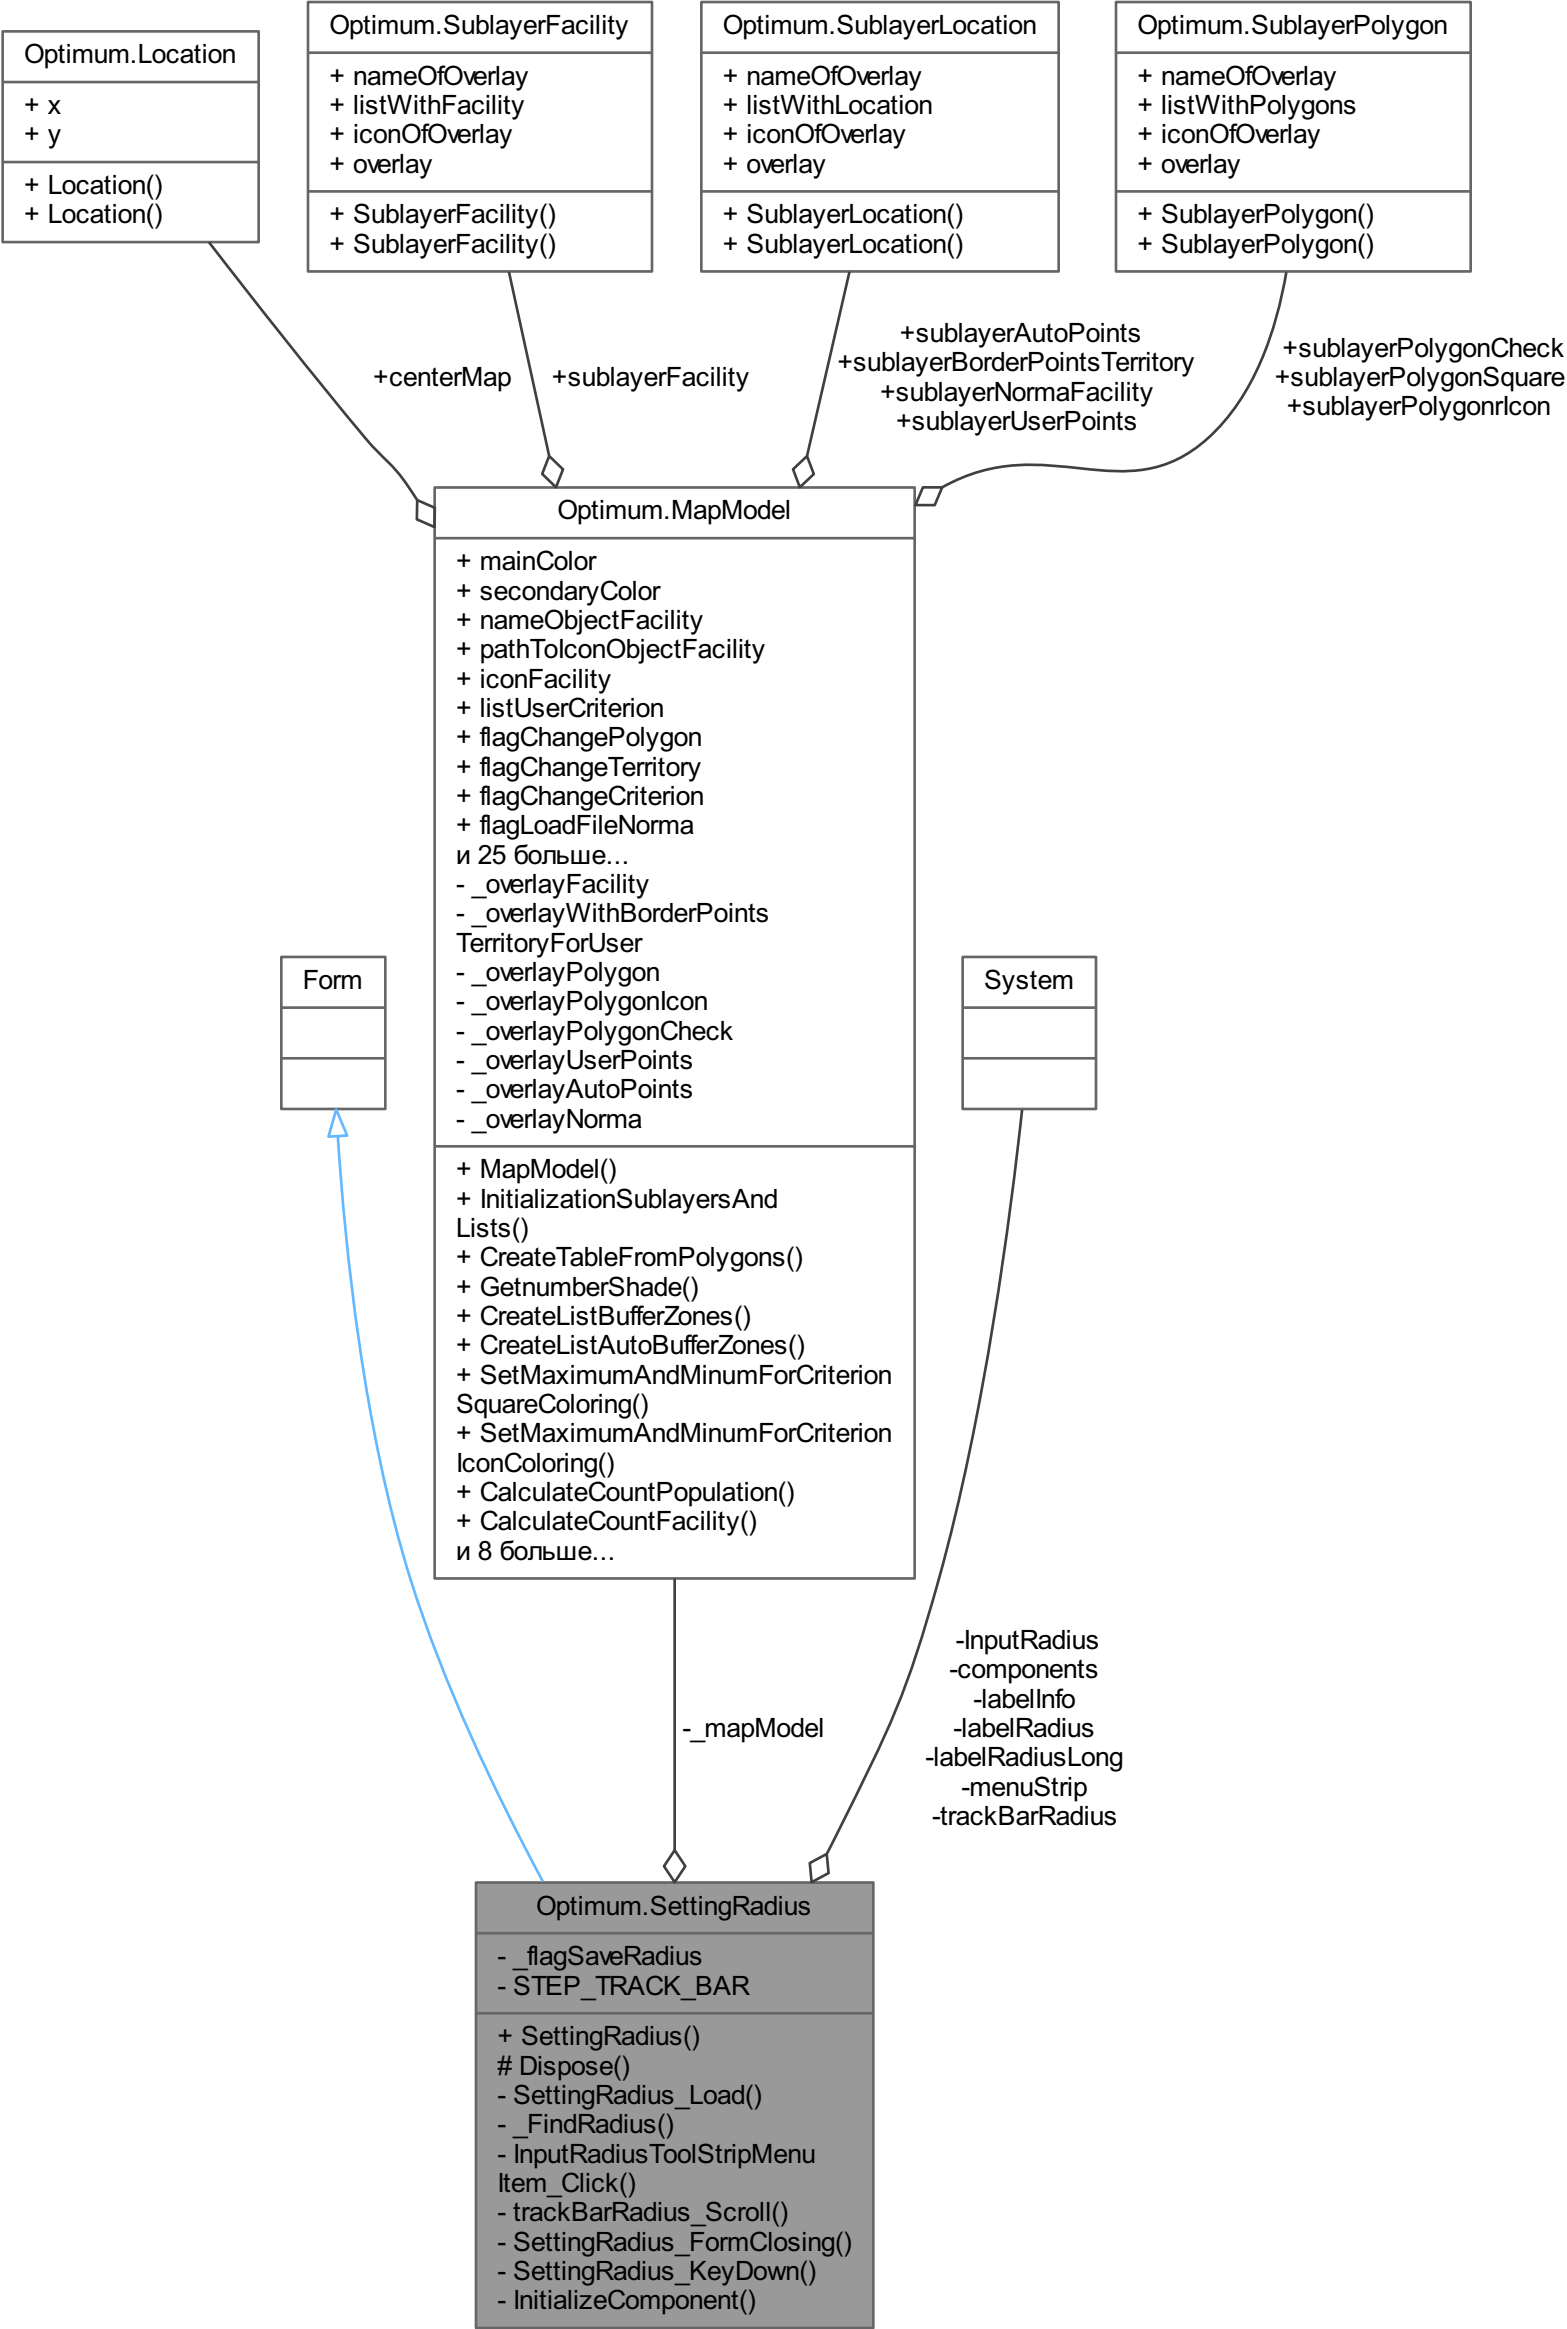 Optimum.Location
+ x
+ y
+ Location()
+ Location()
Optimum.SublayerFacility
+ nameOfOverlay
+ listWithFacility
+ iconOfOverlay
+ overlay
+ SublayerFacility()
+ SublayerFacility()
Optimum.SublayerLocation
+ nameOfOverlay
+ listWithLocation
+ iconOfOverlay
+ overlay
+ SublayerLocation()
+ SublayerLocation()
Optimum.SublayerPolygon
+ nameOfOverlay
+ listWithPolygons
+ iconOfOverlay
+ overlay
+ SublayerPolygon()
+ SublayerPolygon()
+centerMap
+sublayerFacility
+sublayerAutoPoints
+sublayerBorderPointsTerritory
+sublayerNormaFacility
+sublayerUserPoints
+sublayerPolygonCheck
+sublayerPolygonSquare
+sublayerPolygonrIcon
Optimum.MapModel
+ mainColor
+ secondaryColor
+ nameObjectFacility
+ pathToIconObjectFacility
+ iconFacility
+ listUserCriterion
+ flagChangePolygon
+ flagChangeTerritory
+ flagChangeCriterion
+ flagLoadFileNorma
и 25 больше...
- _overlayFacility
- _overlayWithBorderPoints
TerritoryForUser
- _overlayPolygon
- _overlayPolygonIcon
- _overlayPolygonCheck
- _overlayUserPoints
- _overlayAutoPoints
- _overlayNorma
+ MapModel()
+ InitializationSublayersAnd
Lists()
+ CreateTableFromPolygons()
+ GetnumberShade()
+ CreateListBufferZones()
+ CreateListAutoBufferZones()
+ SetMaximumAndMinumForCriterion
SquareColoring()
+ SetMaximumAndMinumForCriterion
IconColoring()
+ CalculateCountPopulation()
+ CalculateCountFacility()
и 8 больше...
Form
System
-_mapModel
-InputRadius
-components
-labelInfo
-labelRadius
-labelRadiusLong
-menuStrip
-trackBarRadius
Optimum.SettingRadius
- _flagSaveRadius
- STEP_TRACK_BAR
+ SettingRadius()
# Dispose()
- SettingRadius_Load()
- _FindRadius()
- InputRadiusToolStripMenu
Item_Click()
- trackBarRadius_Scroll()
- SettingRadius_FormClosing()
- SettingRadius_KeyDown()
- InitializeComponent()